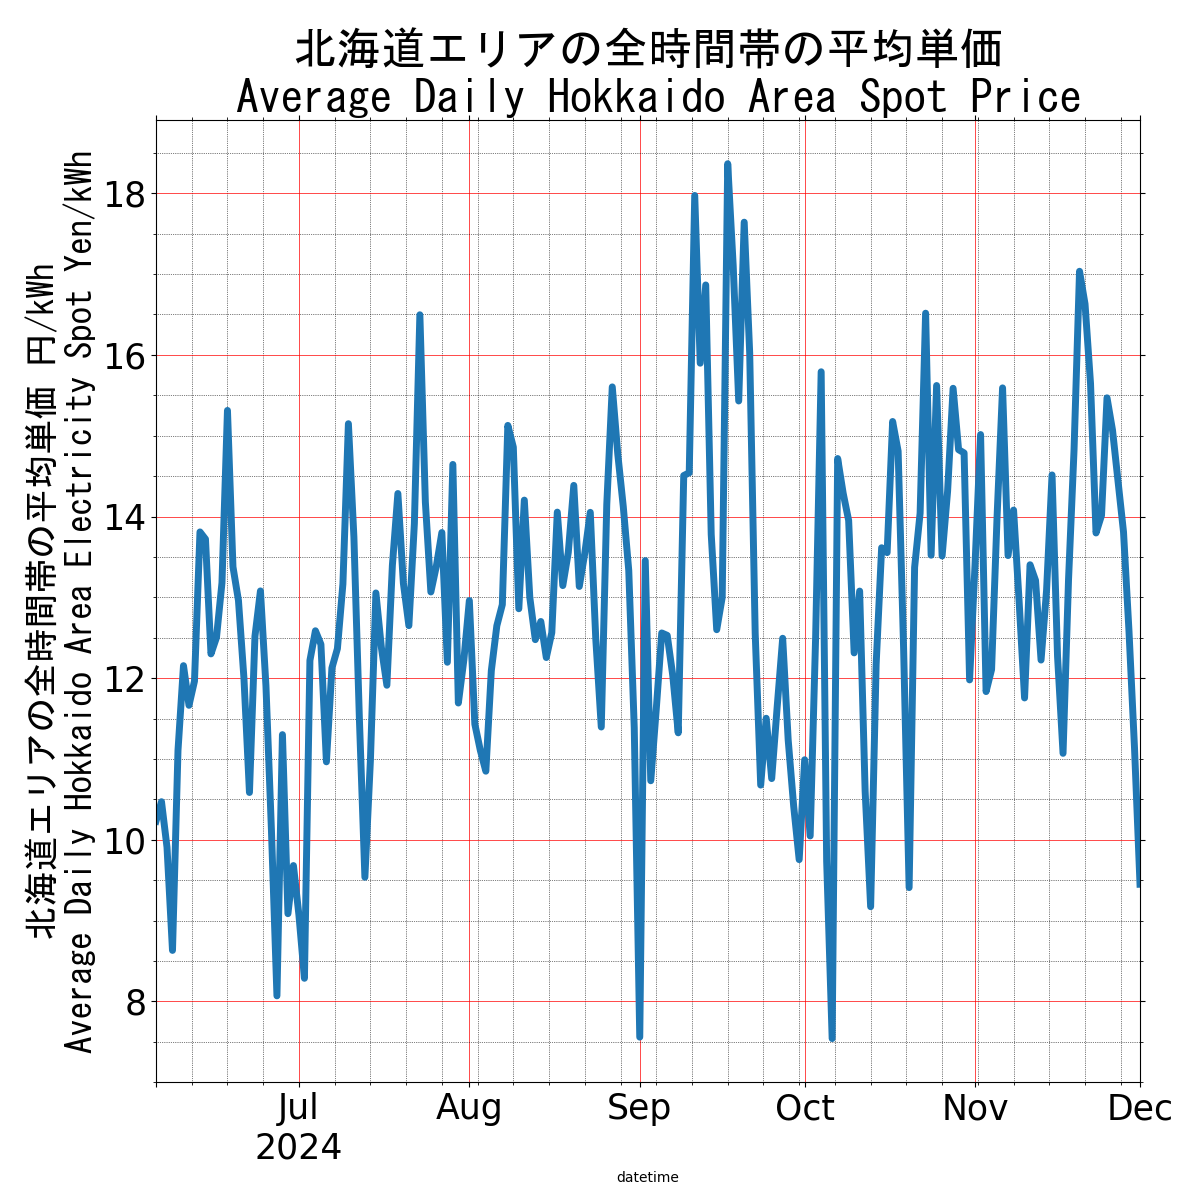 北海道エリアの全時間帯の平均単価
Average Daily Hokkaido Area Spot Price
北海道エリアの全時間帯の平均単価 円/kWh
Average Daily Hokkaido Area Electricity Spot Yen/kWh
18
16
14
12
10
8
Jul Aug Sep Oct Nov Dec
2024
datetime